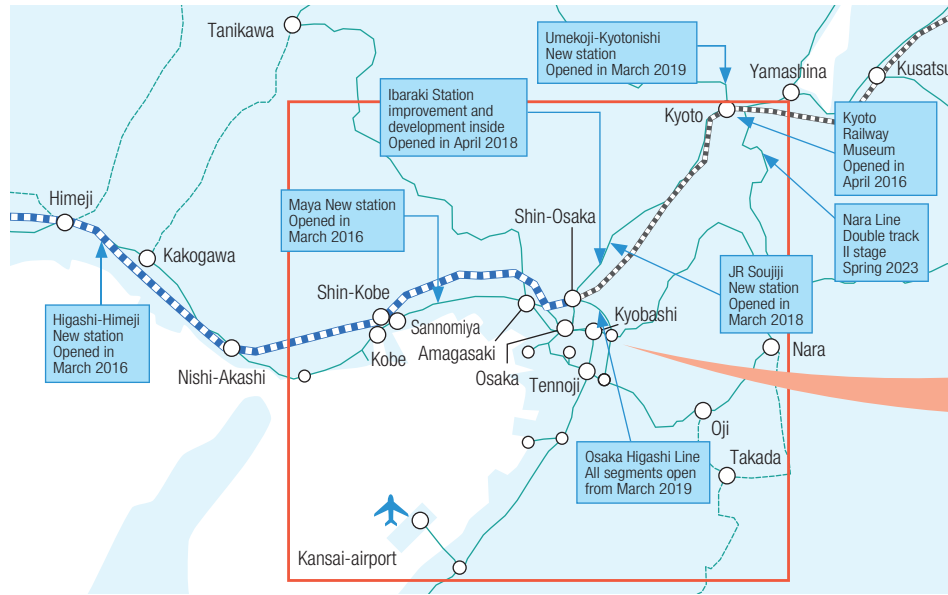 Tanikawa
Umekoji-Kyotonishi
New station
Opened in March 2019
Yamashina
Kusatsu
Ibaraki Station
improvement and
development inside
Opened in April 2018
Kyoto
Kyoto
Railway
Museum
Opened in
April 2016
Himeji
Maya New station
Opened in
March 2016
Shin-Osaka
Nara Line
Double track
II stage
Spring 2023
Kakogawa
JR Soujiji
New station
Opened in
March 2018
Shin-Kobe
Higashi-Himeji
New station
Opened in
March 2016
Sannomiya
Kyobashi
Kobe
Amagasaki
Nara
Nishi-Akashi
Osaka
Tennoji
Oji
Osaka Higashi Line
All segments open
from March 2019
Takada
Kansai-airport